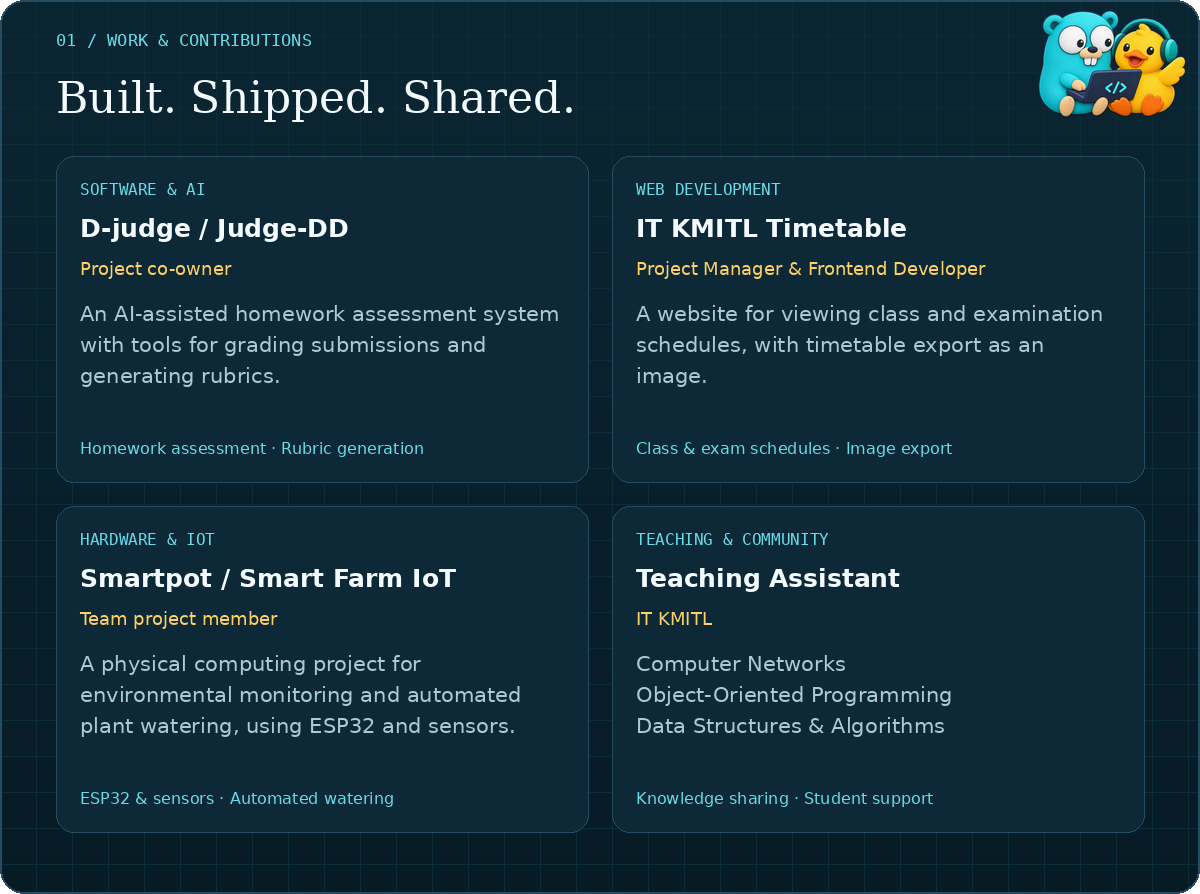 01 / WORK & CONTRIBUTIONS
Built. Shipped. Shared.
</>
SOFTWARE & AI
D-judge / Judge-DD
Project co-owner
An AI-assisted homework assessment system
with tools for grading submissions and
generating rubrics.
Homework assessment · Rubric generation
WEB DEVELOPMENT
IT KMITL Timetable
Project Manager & Frontend Developer
A website for viewing class and examination
schedules, with timetable export as an
image.
Class & exam schedules · Image export
HARDWARE & IOT
Smartpot / Smart Farm IoT
Team project member
A physical computing project for
environmental monitoring and automated
plant watering, using ESP32 and sensors.
ESP32 & sensors · Automated watering
TEACHING & COMMUNITY
Teaching Assistant
IT KMITL
Computer Networks
Object-Oriented Programming
Data Structures & Algorithms
Knowledge sharing · Student support